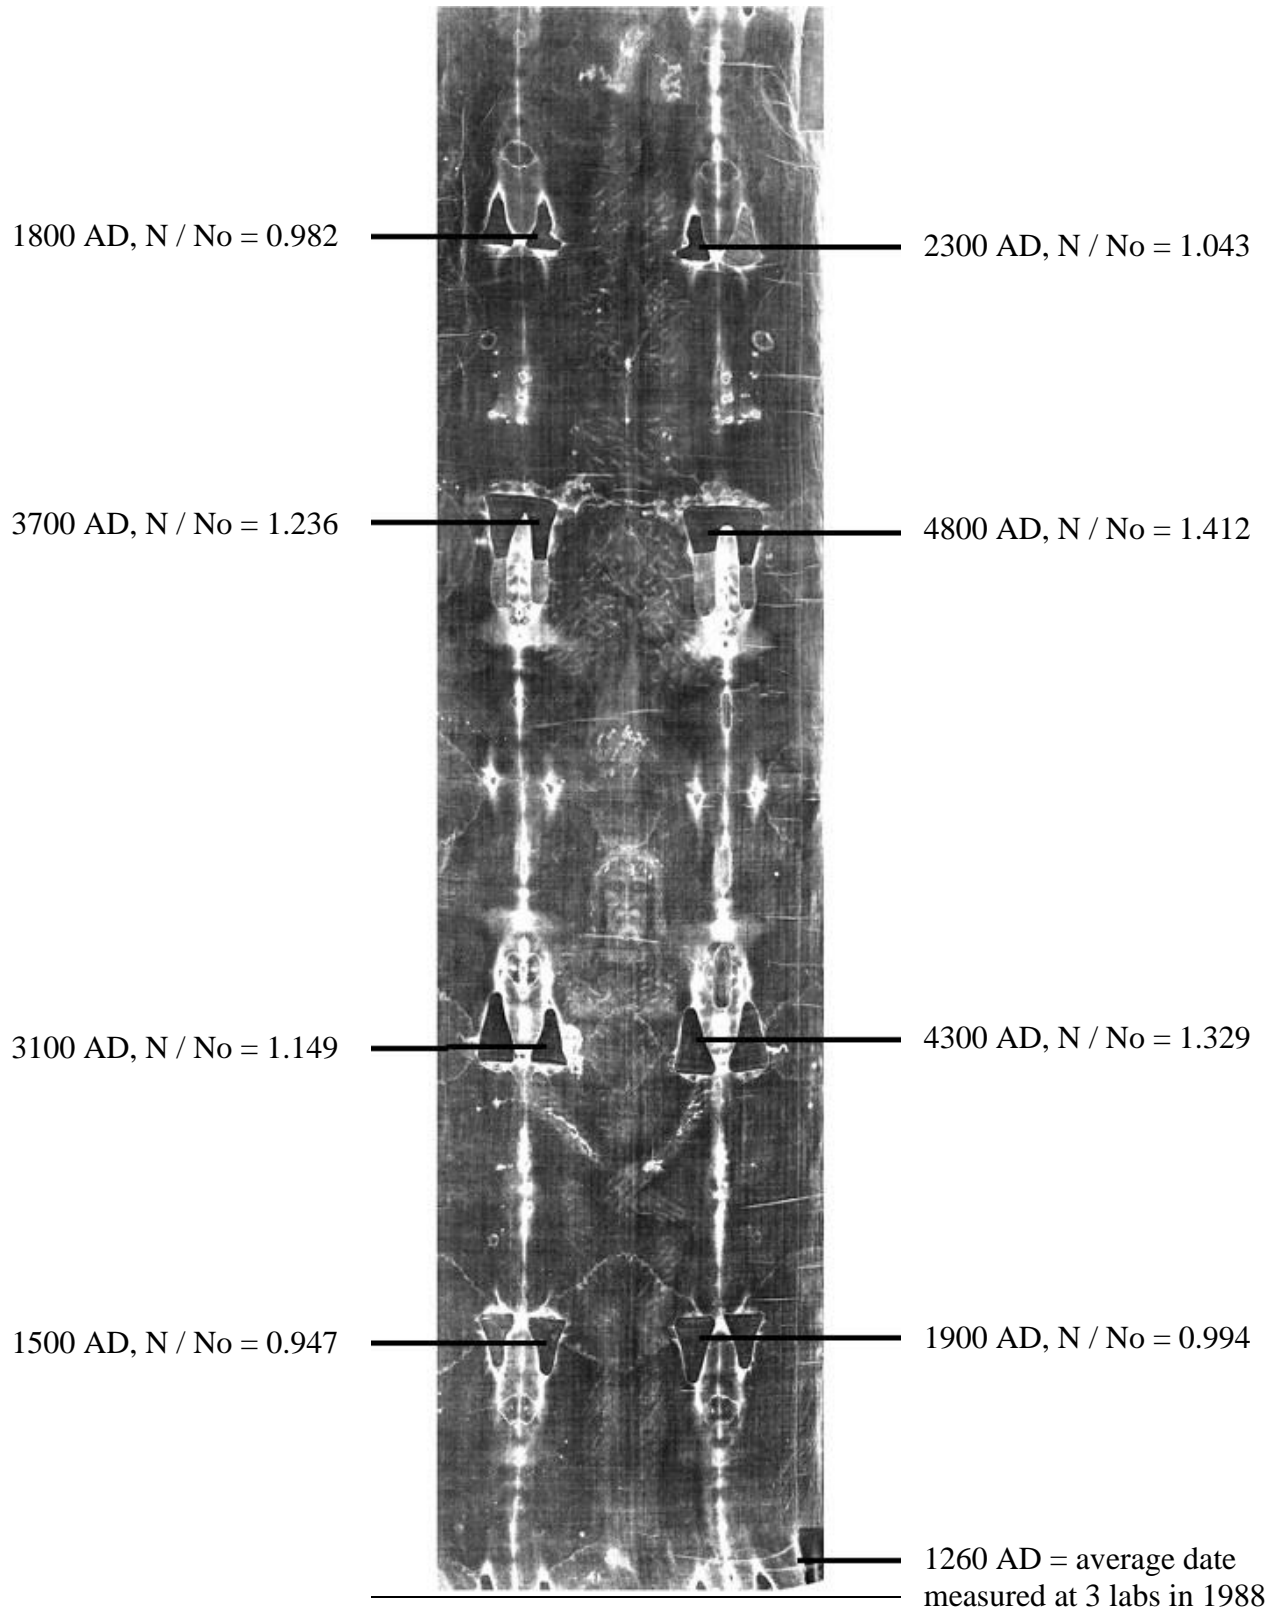 1800 AD, N / No = 0.982
2300 AD, N / No = 1.043
3700 AD, N / No = 1.236
4800 AD, N / No = 1.412
3100 AD, N / No = 1.149
4300 AD, N / No = 1.329
1500 AD, N / No = 0.947
1900 AD, N / No = 0.994
1260 AD = average date
measured at 3 labs in 1988